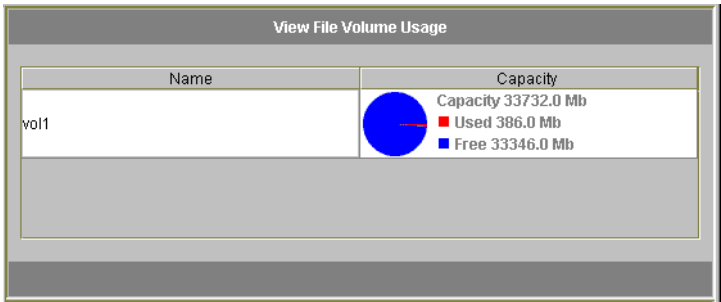 View File Volume Usage
Name
Capacity
vol1
Capacity 33732.0 Mb
Used 386.0 Mb
Free 33346.0 Mb